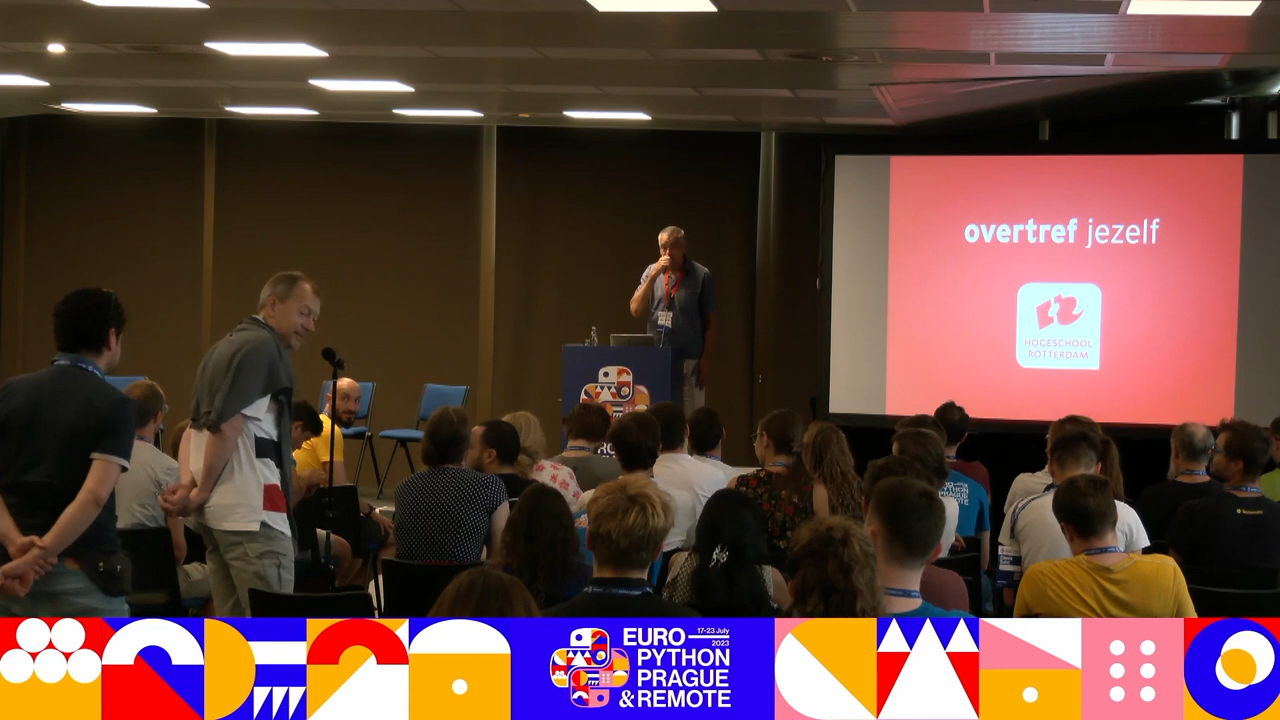 overtref jezelf
HOGESCHOOL
ROTTERDAM
EURO
17-23 July
2023
PYTHON
PRAGUE
& REMOTE